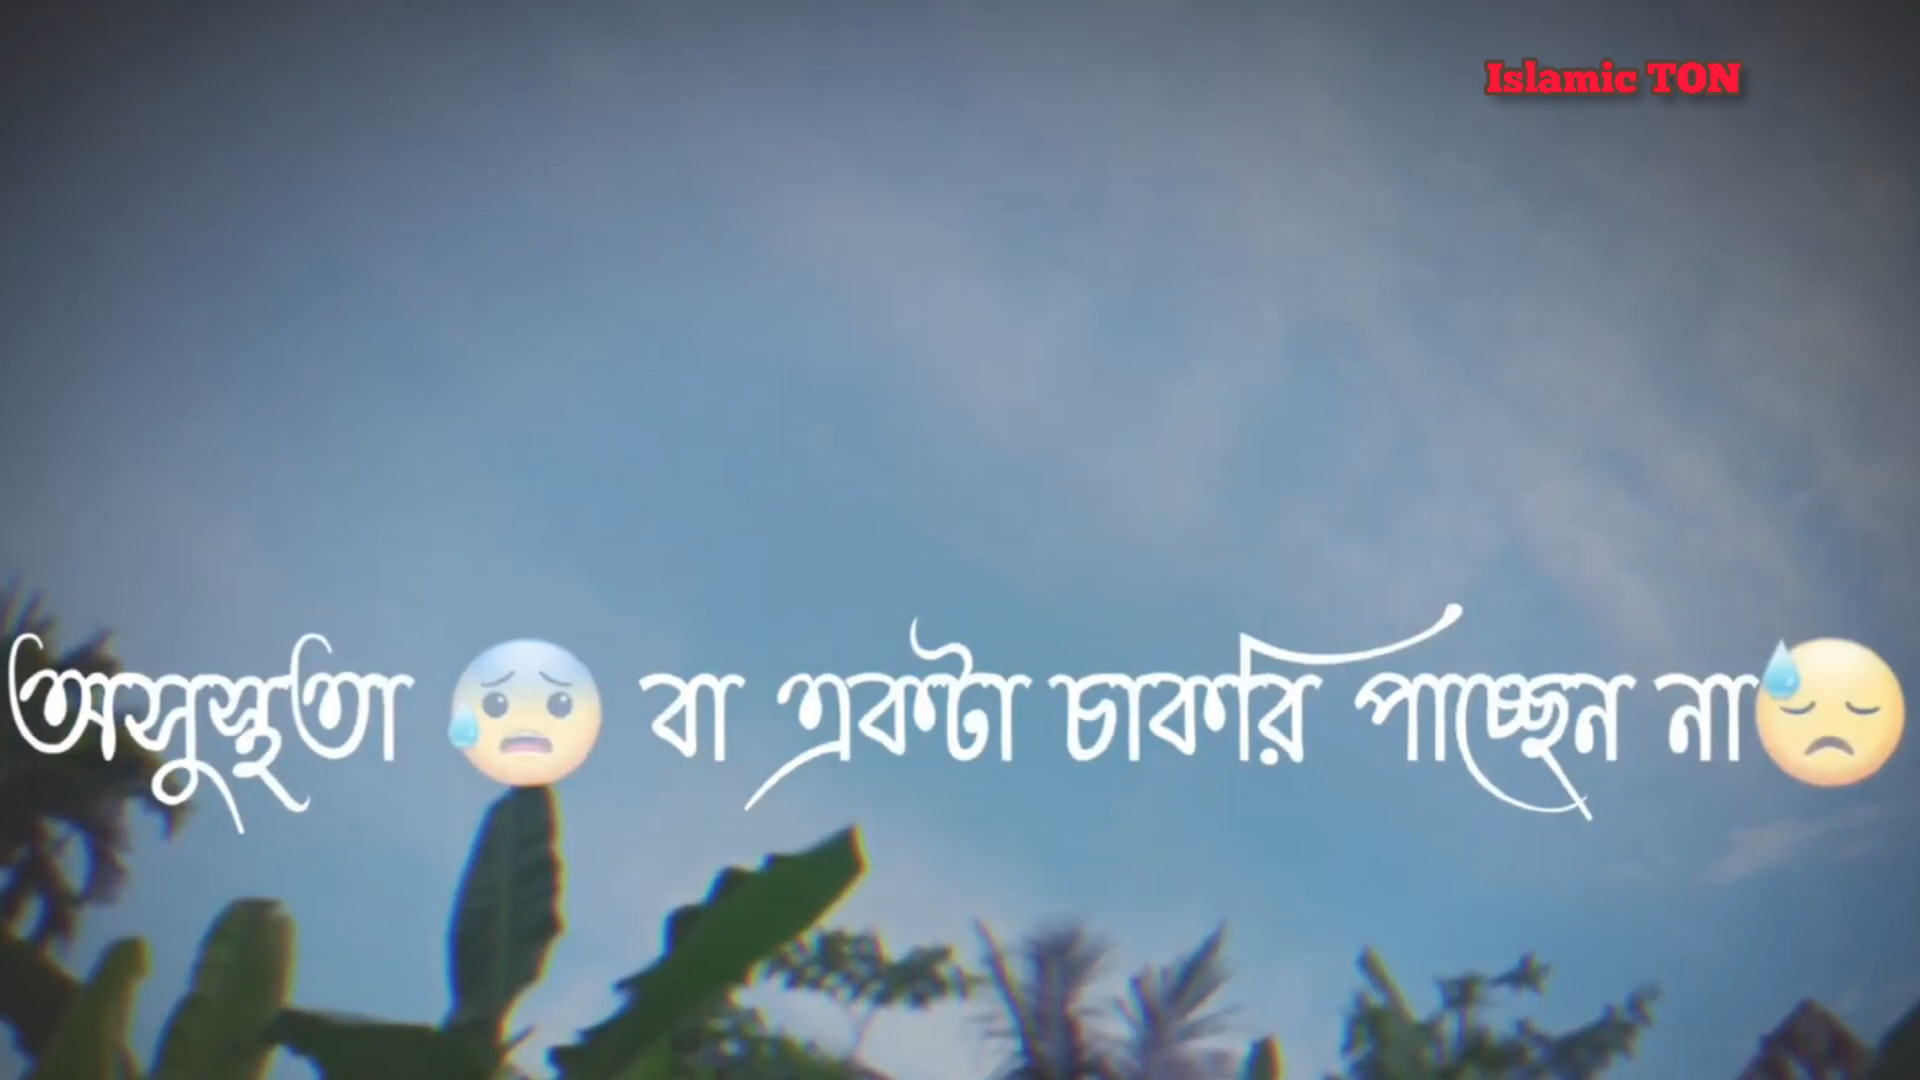 Islamic TON
অসুস্থতা 😰 বা একটা চাকরি পাচ্ছেন না😓